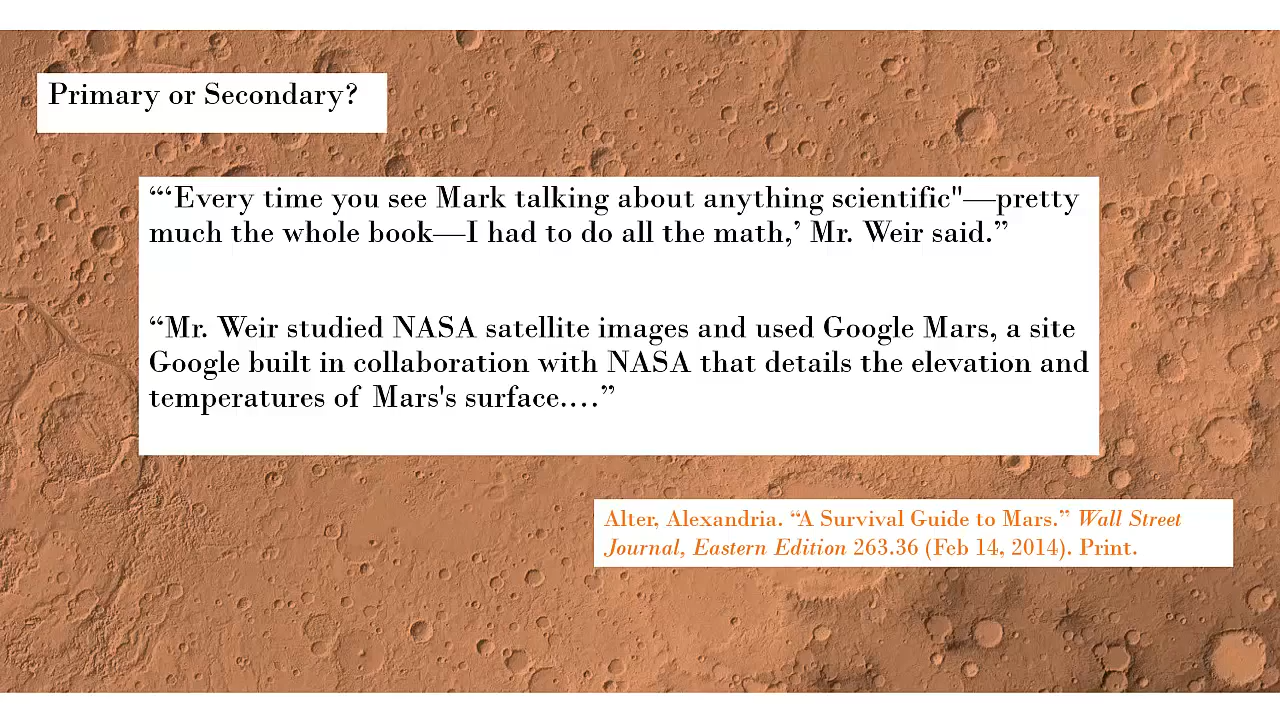 Primary or Secondary?
“‘Every time you see Mark talking about anything scientific"—pretty
much the whole book—I had to do all the math,’ Mr. Weir said.”
“Mr. Weir studied NASA satellite images and used Google Mars, a site
Google built in collaboration with NASA that details the elevation and
temperatures of Mars's surface.…”
Alter, Alexandria. “A Survival Guide to Mars.” Wall Street
Journal, Eastern Edition 263.36 (Feb 14, 2014). Print.